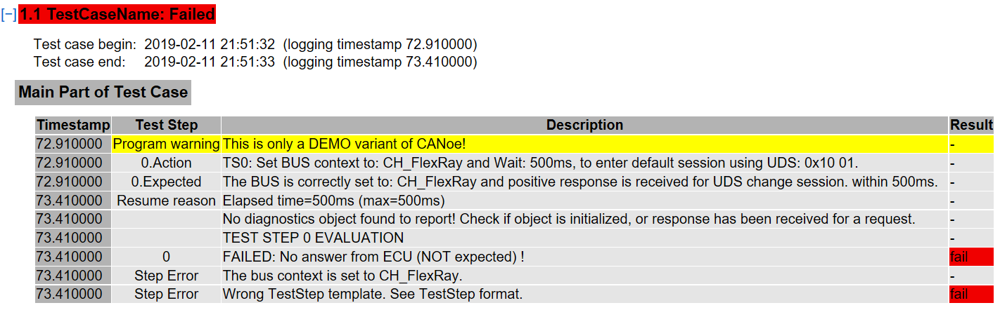 [−] 1.1 TestCaseName: Failed
Test case begin: 2019-02-11 21:51:32 (logging timestamp 72.910000)
Test case end: 2019-02-11 21:51:33 (logging timestamp 73.410000)
Main Part of Test Case
Timestamp Test Step Description Result
72.910000 Program warning This is only a DEMO variant of CANoe! -
72.910000 0.Action TS0: Set BUS context to: CH_FlexRay and Wait: 500ms, to enter default session using UDS: 0x10 01. -
72.910000 0.Expected The BUS is correctly set to: CH_FlexRay and positive response is received for UDS change session. within 500ms. -
73.410000 Resume reason Elapsed time=500ms (max=500ms) -
73.410000 No diagnostics object found to report! Check if object is initialized, or response has been received for a request. -
73.410000 TEST STEP 0 EVALUATION -
73.410000 0 FAILED: No answer from ECU (NOT expected) ! fail
73.410000 Step Error The bus context is set to CH_FlexRay. -
73.410000 Step Error Wrong TestStep template. See TestStep format. fail